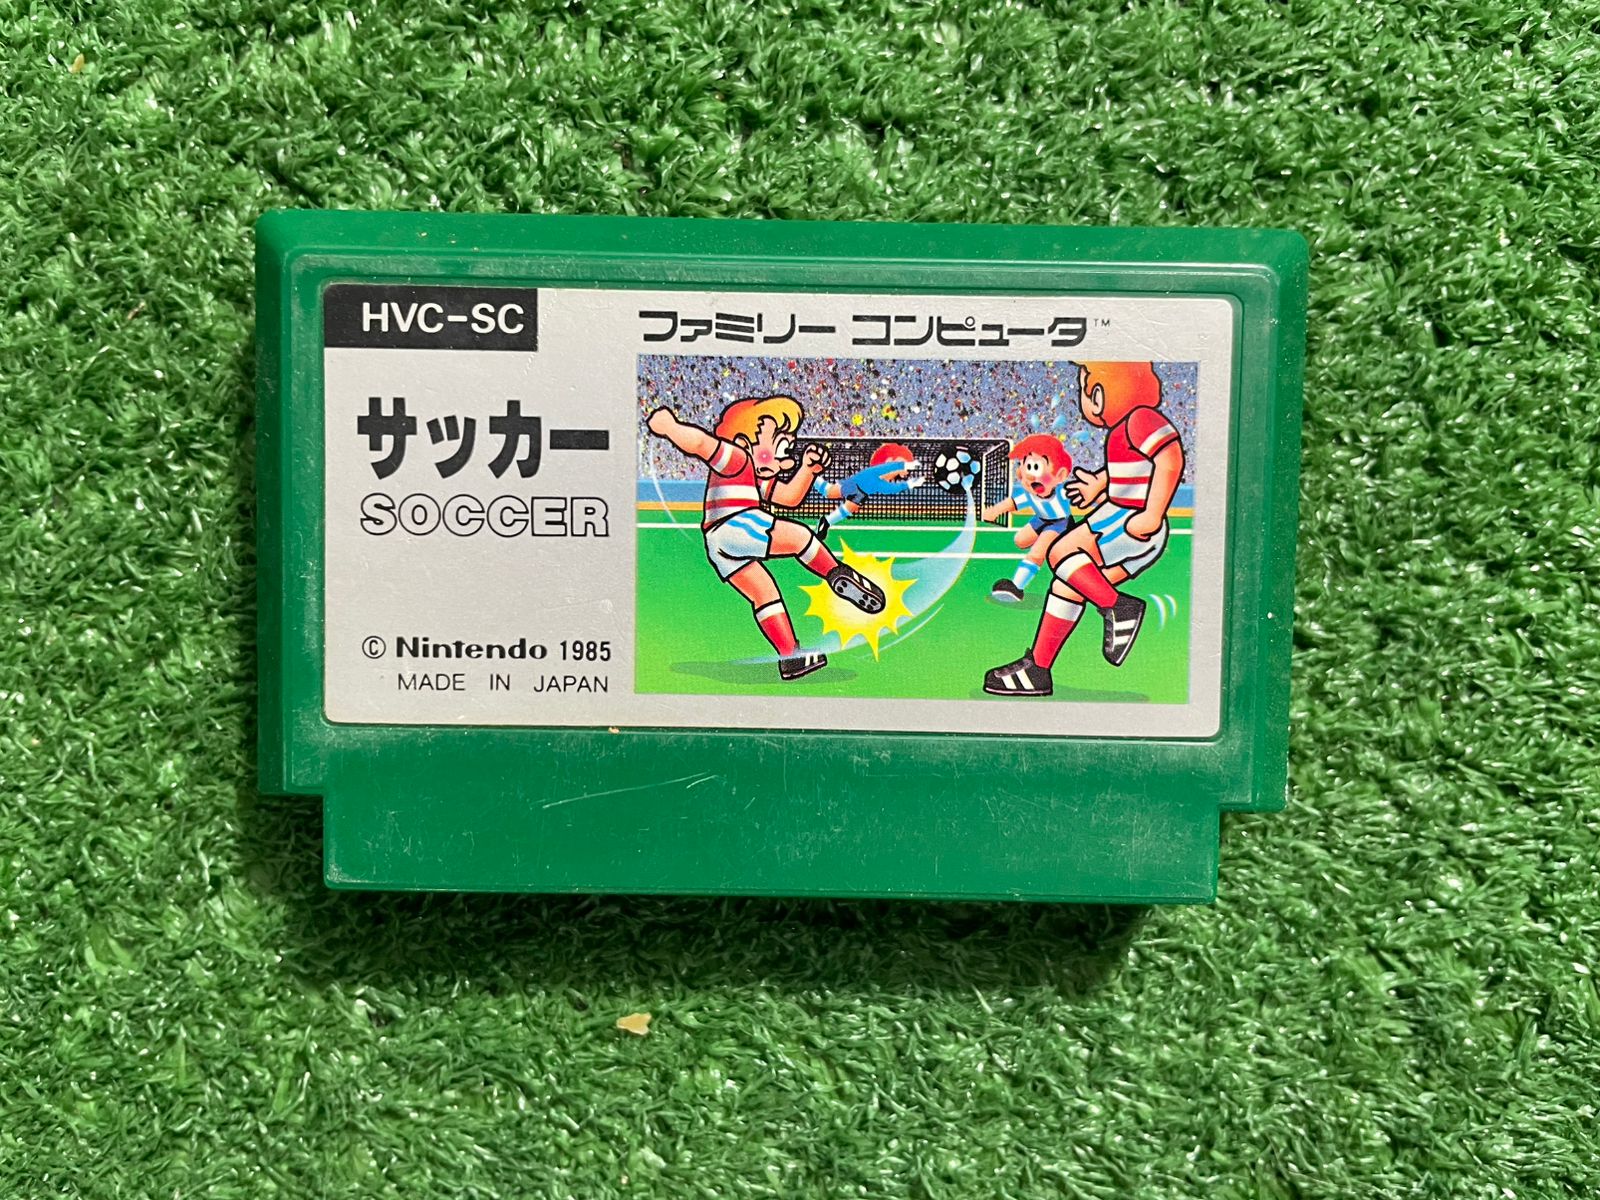 HVC-SC
ファミリー コンピュータ™
サッカー
SOCCER
© Nintendo 1985
MADE IN JAPAN